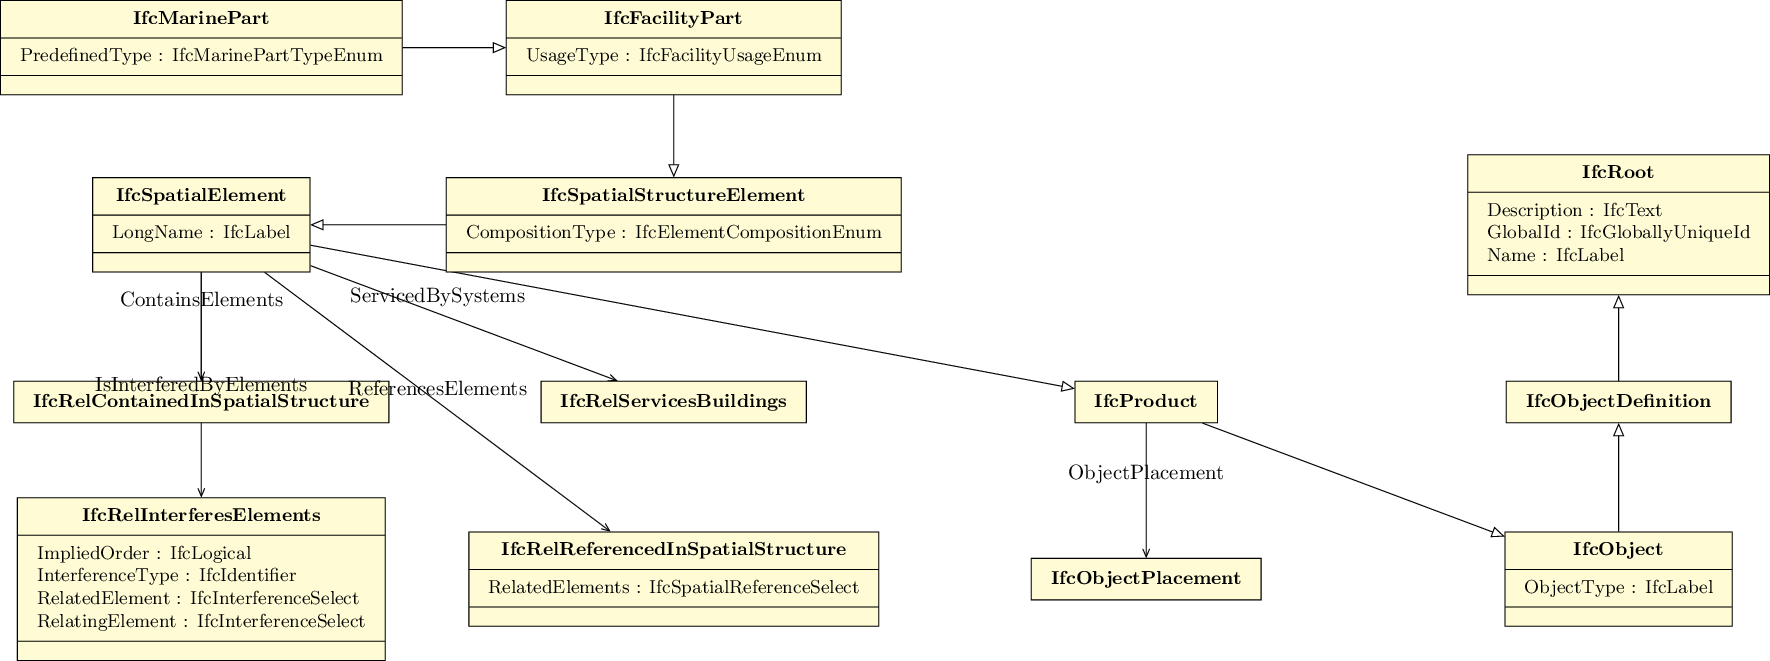 IfcMarinePart
PredefinedType : IfcMarinePartTypeEnum
IfcFacilityPart
UsageType : IfcFacilityUsageEnum
IfcSpatialElement
LongName : IfcLabel
IfcSpatialStructureElement
CompositionType : IfcElementCompositionEnum
IfcRoot
Description : IfcText
GlobalId : IfcGloballyUniqueId
Name : IfcLabel
ContainsElements
ServicedBySystems
IsInterferedByElements
ReferencesElements
IfcRelContainedInSpatialStructure
IfcRelServicesBuildings
IfcProduct
IfcObjectDefinition
ObjectPlacement
IfcRelInterferesElements
ImpliedOrder : IfcLogical
InterferenceType : IfcIdentifier
RelatedElement : IfcInterferenceSelect
RelatingElement : IfcInterferenceSelect
IfcRelReferencedInSpatialStructure
RelatedElements : IfcSpatialReferenceSelect
IfcObjectPlacement
IfcObject
ObjectType : IfcLabel